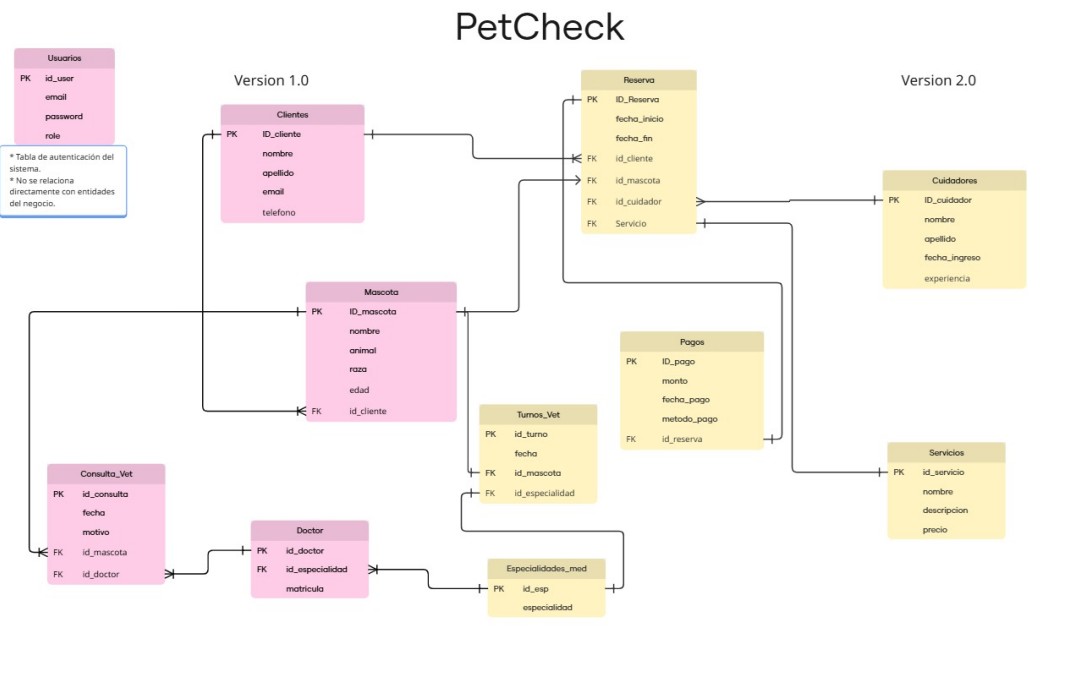 PetCheck
Version 1.0
Version 2.0
Usuarios
PK id_user
email
password
role
* Tabla de autenticación del
sistema.
* No se relaciona
directamente con entidades
del negocio.
Clientes
PK ID_cliente
nombre
apellido
email
telefono
Reserva
PK ID_Reserva
fecha_inicio
fecha_fin
FK id_cliente
FK id_mascota
FK id_cuidador
FK Servicio
Cuidadores
PK ID_cuidador
nombre
apellido
fecha_ingreso
experiencia
Mascota
PK ID_mascota
nombre
animal
raza
edad
FK id_cliente
Pagos
PK ID_pago
monto
fecha_pago
metodo_pago
FK id_reserva
Turnos_Vet
PK id_turno
fecha
FK id_mascota
FK id_especialidad
Servicios
PK id_servicio
nombre
descripcion
precio
Consulta_Vet
PK id_consulta
fecha
motivo
FK id_mascota
FK id_doctor
Doctor
PK id_doctor
FK id_especialidad
matricula
Especialidades_med
PK id_esp
especialidad